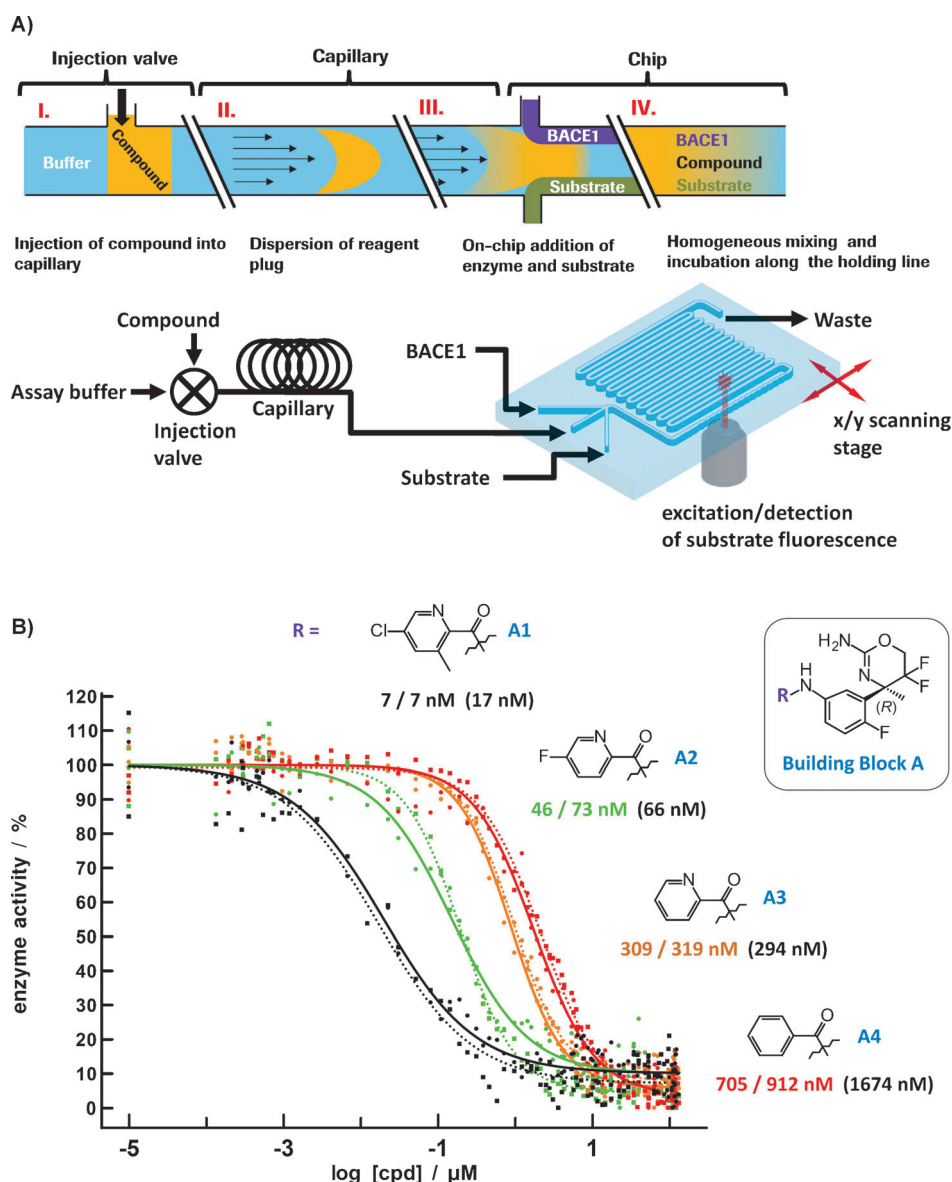 A)
Injection valve
Capillary
Chip
I.
II.
III.
IV.
Buffer
Compound
BACE1
Substrate
BACE1
Compound
Substrate
Injection of compound into
capillary
Dispersion of reagent
plug
On-chip addition of
enzyme and substrate
Homogeneous mixing and
incubation along the holding line
Compound
Assay buffer
Injection
valve
Capillary
BACE1
Substrate
Waste
x/y scanning
stage
excitation/detection
of substrate fluorescence
B)
R =
Cl
N
O
A1
7 / 7 nM (17 nM)
F
N
O
A2
46 / 73 nM (66 nM)
N
O
A3
309 / 319 nM (294 nM)
O
A4
705 / 912 nM (1674 nM)
H₂N
O
N
F
F
H
N
R
(R)
F
Building Block A
enzyme activity / %
120
110
100
90
80
70
60
50
40
30
20
10
0
-5
-3
-1
1
log [cpd] / µM